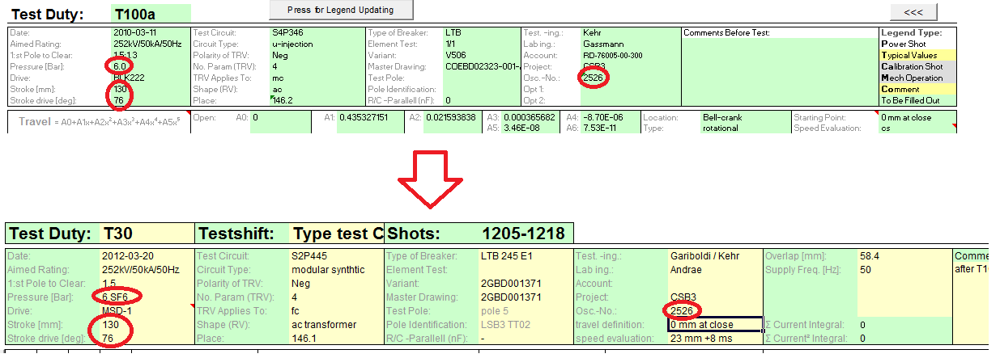 Test Duty: T100a Press for Legend Updating <<<
Date: 2010-03-11 Test Circuit: S4P346 Type of Breaker: LTB Test. -ing.: Kehr Comments Before Test: Legend Type:
Aimed Rating: 252kV/50kA/50Hz Circuit Type: u-injection Element Test: 1/1 Lab ing.: Gassmann Power Shot
1:st Pole to Clear: 1.5;1.3 Polarity of TRV: Neg Variant: V506 Account: RD-76005-00-300 Typical Values
Pressure [Bar]: 6.0 No. Param (TRV): 4 Master Drawing: COEBD02323-001- Project: CSB3 Calibration Shot
Drive: BLK222 TRV Applies To: mc Test Pole: Osc.-No.: 2526 Mech Operation
Stroke [mm]: 130 Shape (RV): ac Pole Identification: Opt 1: Comment
Stroke drive [deg]: 76 Place: 146.2 R/C -Parallell (nF): 0 Opt 2: To Be Filled Out
Travel = A0+A1x+A2x²+A3x³+A4x⁴+A5x⁵ Open: A0: 0 A1: 0.435327151 A2: 0.021593838 A3: 0.000365682 A4: -8.70E-06 Location: Bell-crank Starting Point: 0 mm at close
A5: 3.46E-08 A6: 7.53E-11 Type: rotational Speed Evaluation: cs
Test Duty: T30 Testshift: Type test C Shots: 1205-1218
Date: 2012-03-20 Test Circuit: S2P445 Type of Breaker: LTB 245 E1 Test. -ing.: Gariboldi / Kehr Overlap [mm]: 58.4 Comme
Aimed Rating: 252kV/50kA/50Hz Circuit Type: modular synthtic Element Test: Lab ing.: Andrae Supply Freq. [Hz]: 50 after T1
1:st Pole to Clear: 1.5 Polarity of TRV: Neg Variant: 2GBD001371 Account:
Pressure [Bar]: 6 SF6 No. Param (TRV): 4 Master Drawing: 2GBD001371 Project: CSB3
Drive: MSD-1 TRV Applies To: fc Test Pole: pole 5 Osc.-No.: 2526
Stroke [mm]: 130 Shape (RV): ac transformer Pole Identification: LSB3 TT02 travel definition: 0 mm at close Σ Current Integral: 0
Stroke drive [deg]: 76 Place: 146.1 R/C -Parallell (nF): - speed evaluation: 23 mm +8 ms Σ Current² Integral: 0